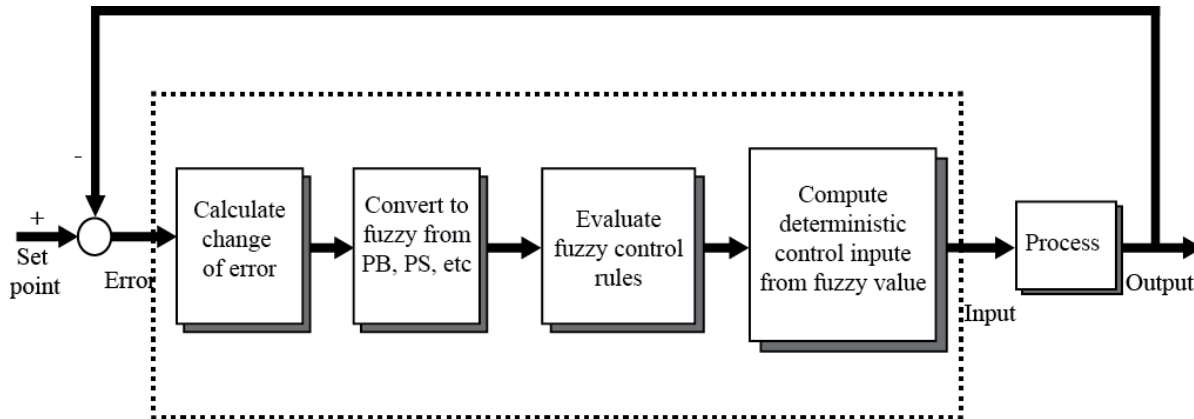 -
+
Set
point
Error
Calculate
change
of error
Convert to
fuzzy from
PB, PS, etc
Evaluate
fuzzy control
rules
Compute
deterministic
control inpute
from fuzzy value
Input
Process
Output